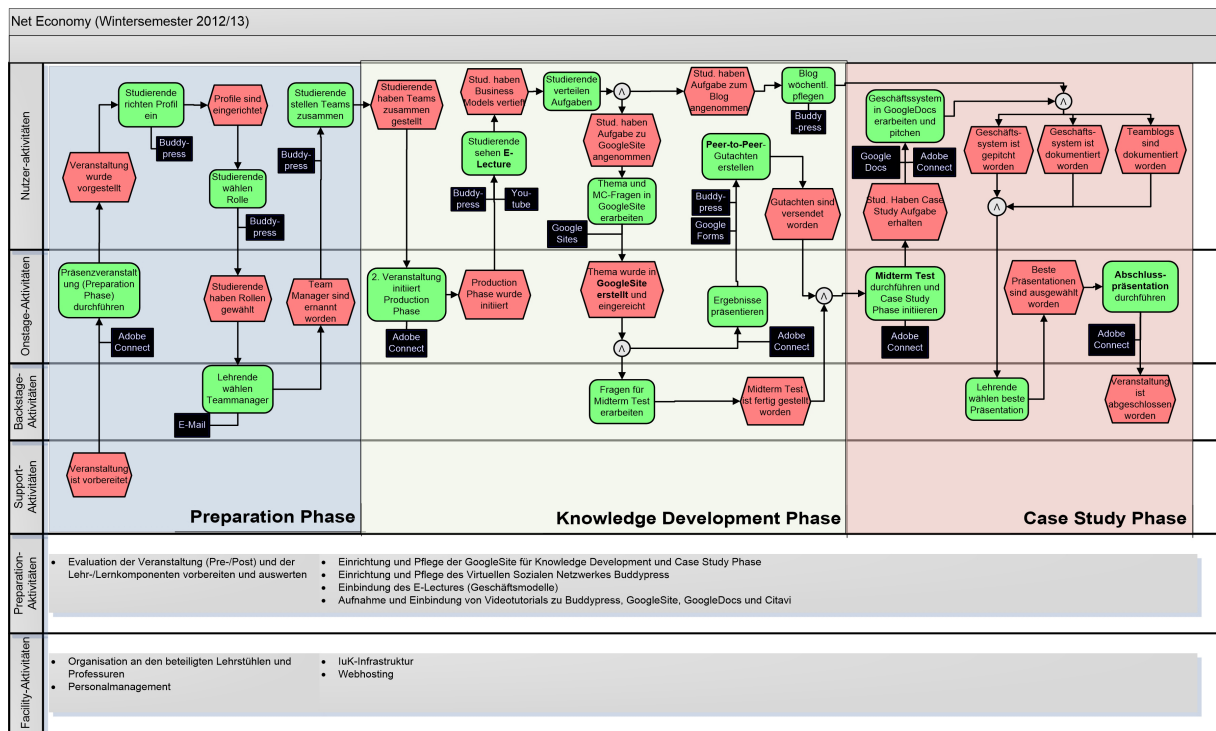 Net Economy (Wintersemester 2012/13)
Nutzer-aktivitäten
Studierende
richten Profil
ein
Buddy-
press
Profile sind
eingerichtet
Veranstaltung
wurde
vorgestellt
Studierende
wählen
Rolle
Buddy-
press
Studierende
stellen Teams
zusammen
Buddy-
press
Studierende
haben Teams
zusammen
gestellt
Stud. haben
Business
Models vertieft
Studierende
sehen E-
Lecture
Buddy-
press
You-
tube
Studierende
verteilen
Aufgaben
Λ
Stud. haben
Aufgabe zu
GoogleSite
angenommen
Thema und
MC-Fragen in
GoogleSite
erarbeiten
Google
Sites
Stud. haben
Aufgabe zum
Blog
angenommen
Blog
wöchentl.
pflegen
Buddy
-press
Peer-to-Peer-
Gutachten
erstellen
Buddy-
press
Google
Forms
Gutachten sind
versendet
worden
Geschäftssystem
in GoogleDocs
erarbeiten und
pitchen
Google
Docs
Adobe
Connect
Stud. Haben Case
Study Aufgabe
erhalten
Λ
Geschäfts-
system ist
gepitcht
worden
Geschäfts-
system ist
dokumentiert
worden
Teamblogs
sind
dokumentiert
worden
Λ
Onstage-Aktivitäten
Präsenzveranstalt
ung (Preparation
Phase)
durchführen
Adobe
Connect
Studierende
haben Rollen
gewählt
Team
Manager sind
ernannt
worden
2. Veranstaltung
initiiert
Production
Phase
Adobe
Connect
Production
Phase wurde
initiiert
Thema wurde in
GoogleSite
erstellt und
eingereicht
Λ
Ergebnisse
präsentieren
Adobe
Connect
Λ
Midterm Test
durchführen und
Case Study
Phase initiieren
Adobe
Connect
Beste
Präsentationen
sind ausgewählt
worden
Abschluss-
präsentation
durchführen
Adobe
Connect
Backstage-
Aktivitäten
Lehrende
wählen
Teammanager
E-Mail
Fragen für
Midterm Test
erarbeiten
Midterm Test
ist fertig gestellt
worden
Lehrende
wählen beste
Präsentation
Veranstaltung
ist
abgeschlossen
worden
Support-
Aktivitäten
Veranstaltung
ist vorbereitet
Preparation Phase
Knowledge Development Phase
Case Study Phase
Preparation-
Aktivitäten
• Evaluation der Veranstaltung (Pre-/Post) und der
Lehr-/Lernkomponenten vorbereiten und auswerten
• Einrichtung und Pflege der GoogleSite für Knowledge Development und Case Study Phase
• Einrichtung und Pflege des Virtuellen Sozialen Netzwerkes Buddypress
• Einbindung des E-Lectures (Geschäftsmodelle)
• Aufnahme und Einbindung von Videotutorials zu Buddypress, GoogleSite, GoogleDocs und Citavi
Facility-Aktivitäten
• Organisation an den beteiligten Lehrstühlen und
Professuren
• Personalmanagement
• IuK-Infrastruktur
• Webhosting